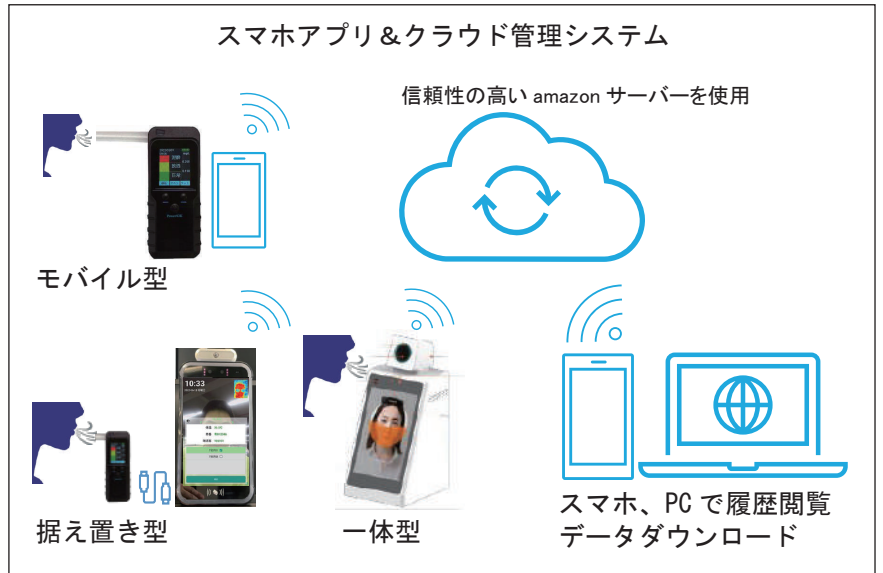 スマホアプリ＆クラウド管理システム
信頼性の高い amazon サーバーを使用
モバイル型
10:33
据え置き型
一体型
スマホ、PC で履歴閲覧
データダウンロード